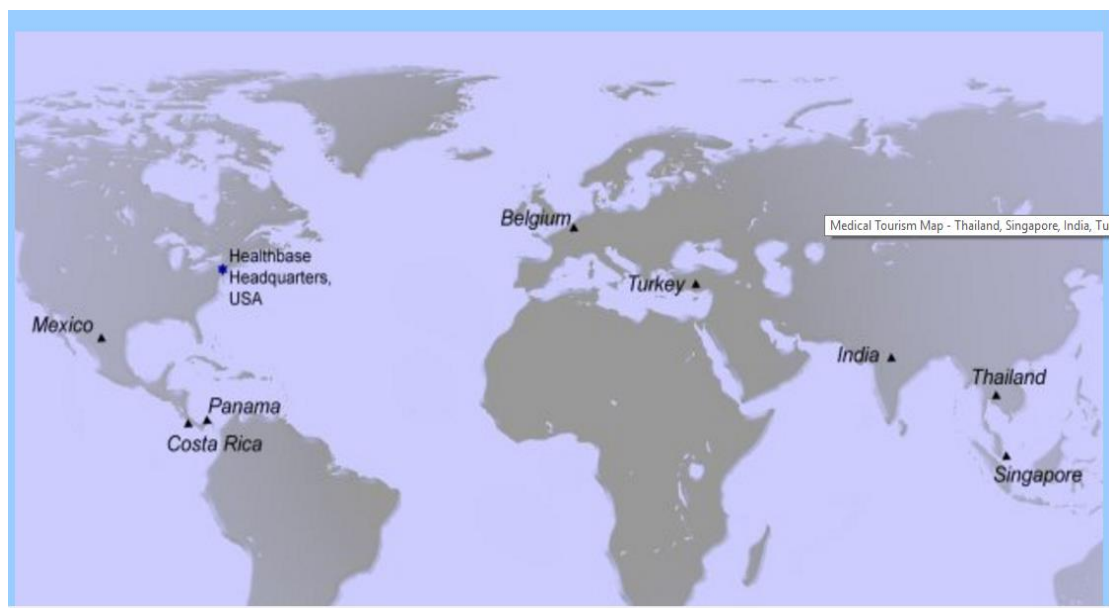 Belgium
Medical Tourism Map - Thailand, Singapore, India, Tu
Healthbase
Headquarters,
USA
Turkey
Mexico
India
Thailand
Panama
Costa Rica
Singapore